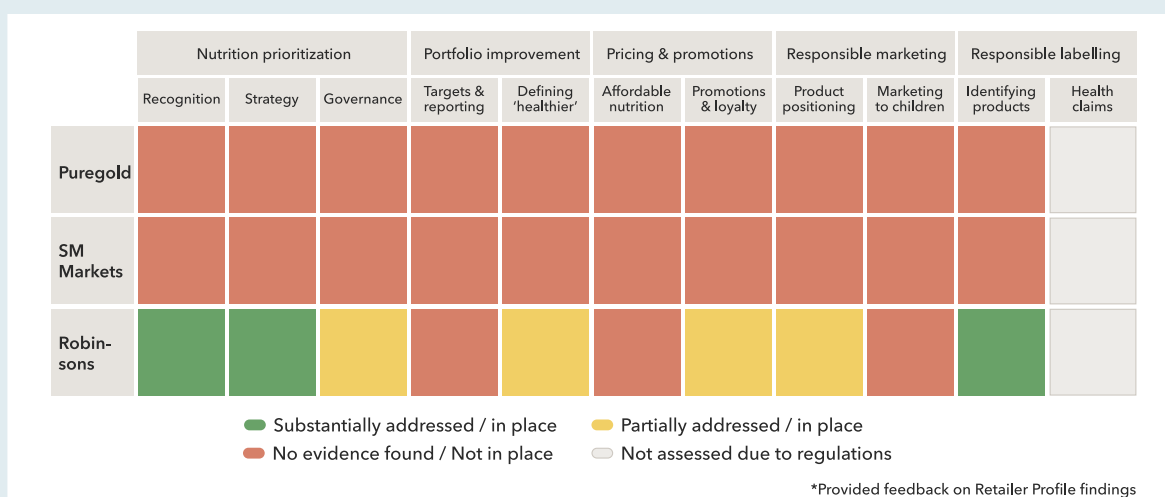 Nutrition prioritization
Portfolio improvement
Pricing & promotions
Responsible marketing
Responsible labelling
Recognition
Strategy
Governance
Targets &
reporting
Defining
‘healthier’
Affordable
nutrition
Promotions
& loyalty
Product
positioning
Marketing
to children
Identifying
products
Health
claims
Puregold
SM
Markets
Robin-
sons
Substantially addressed / in place
Partially addressed / in place
No evidence found / Not in place
Not assessed due to regulations
*Provided feedback on Retailer Profile findings